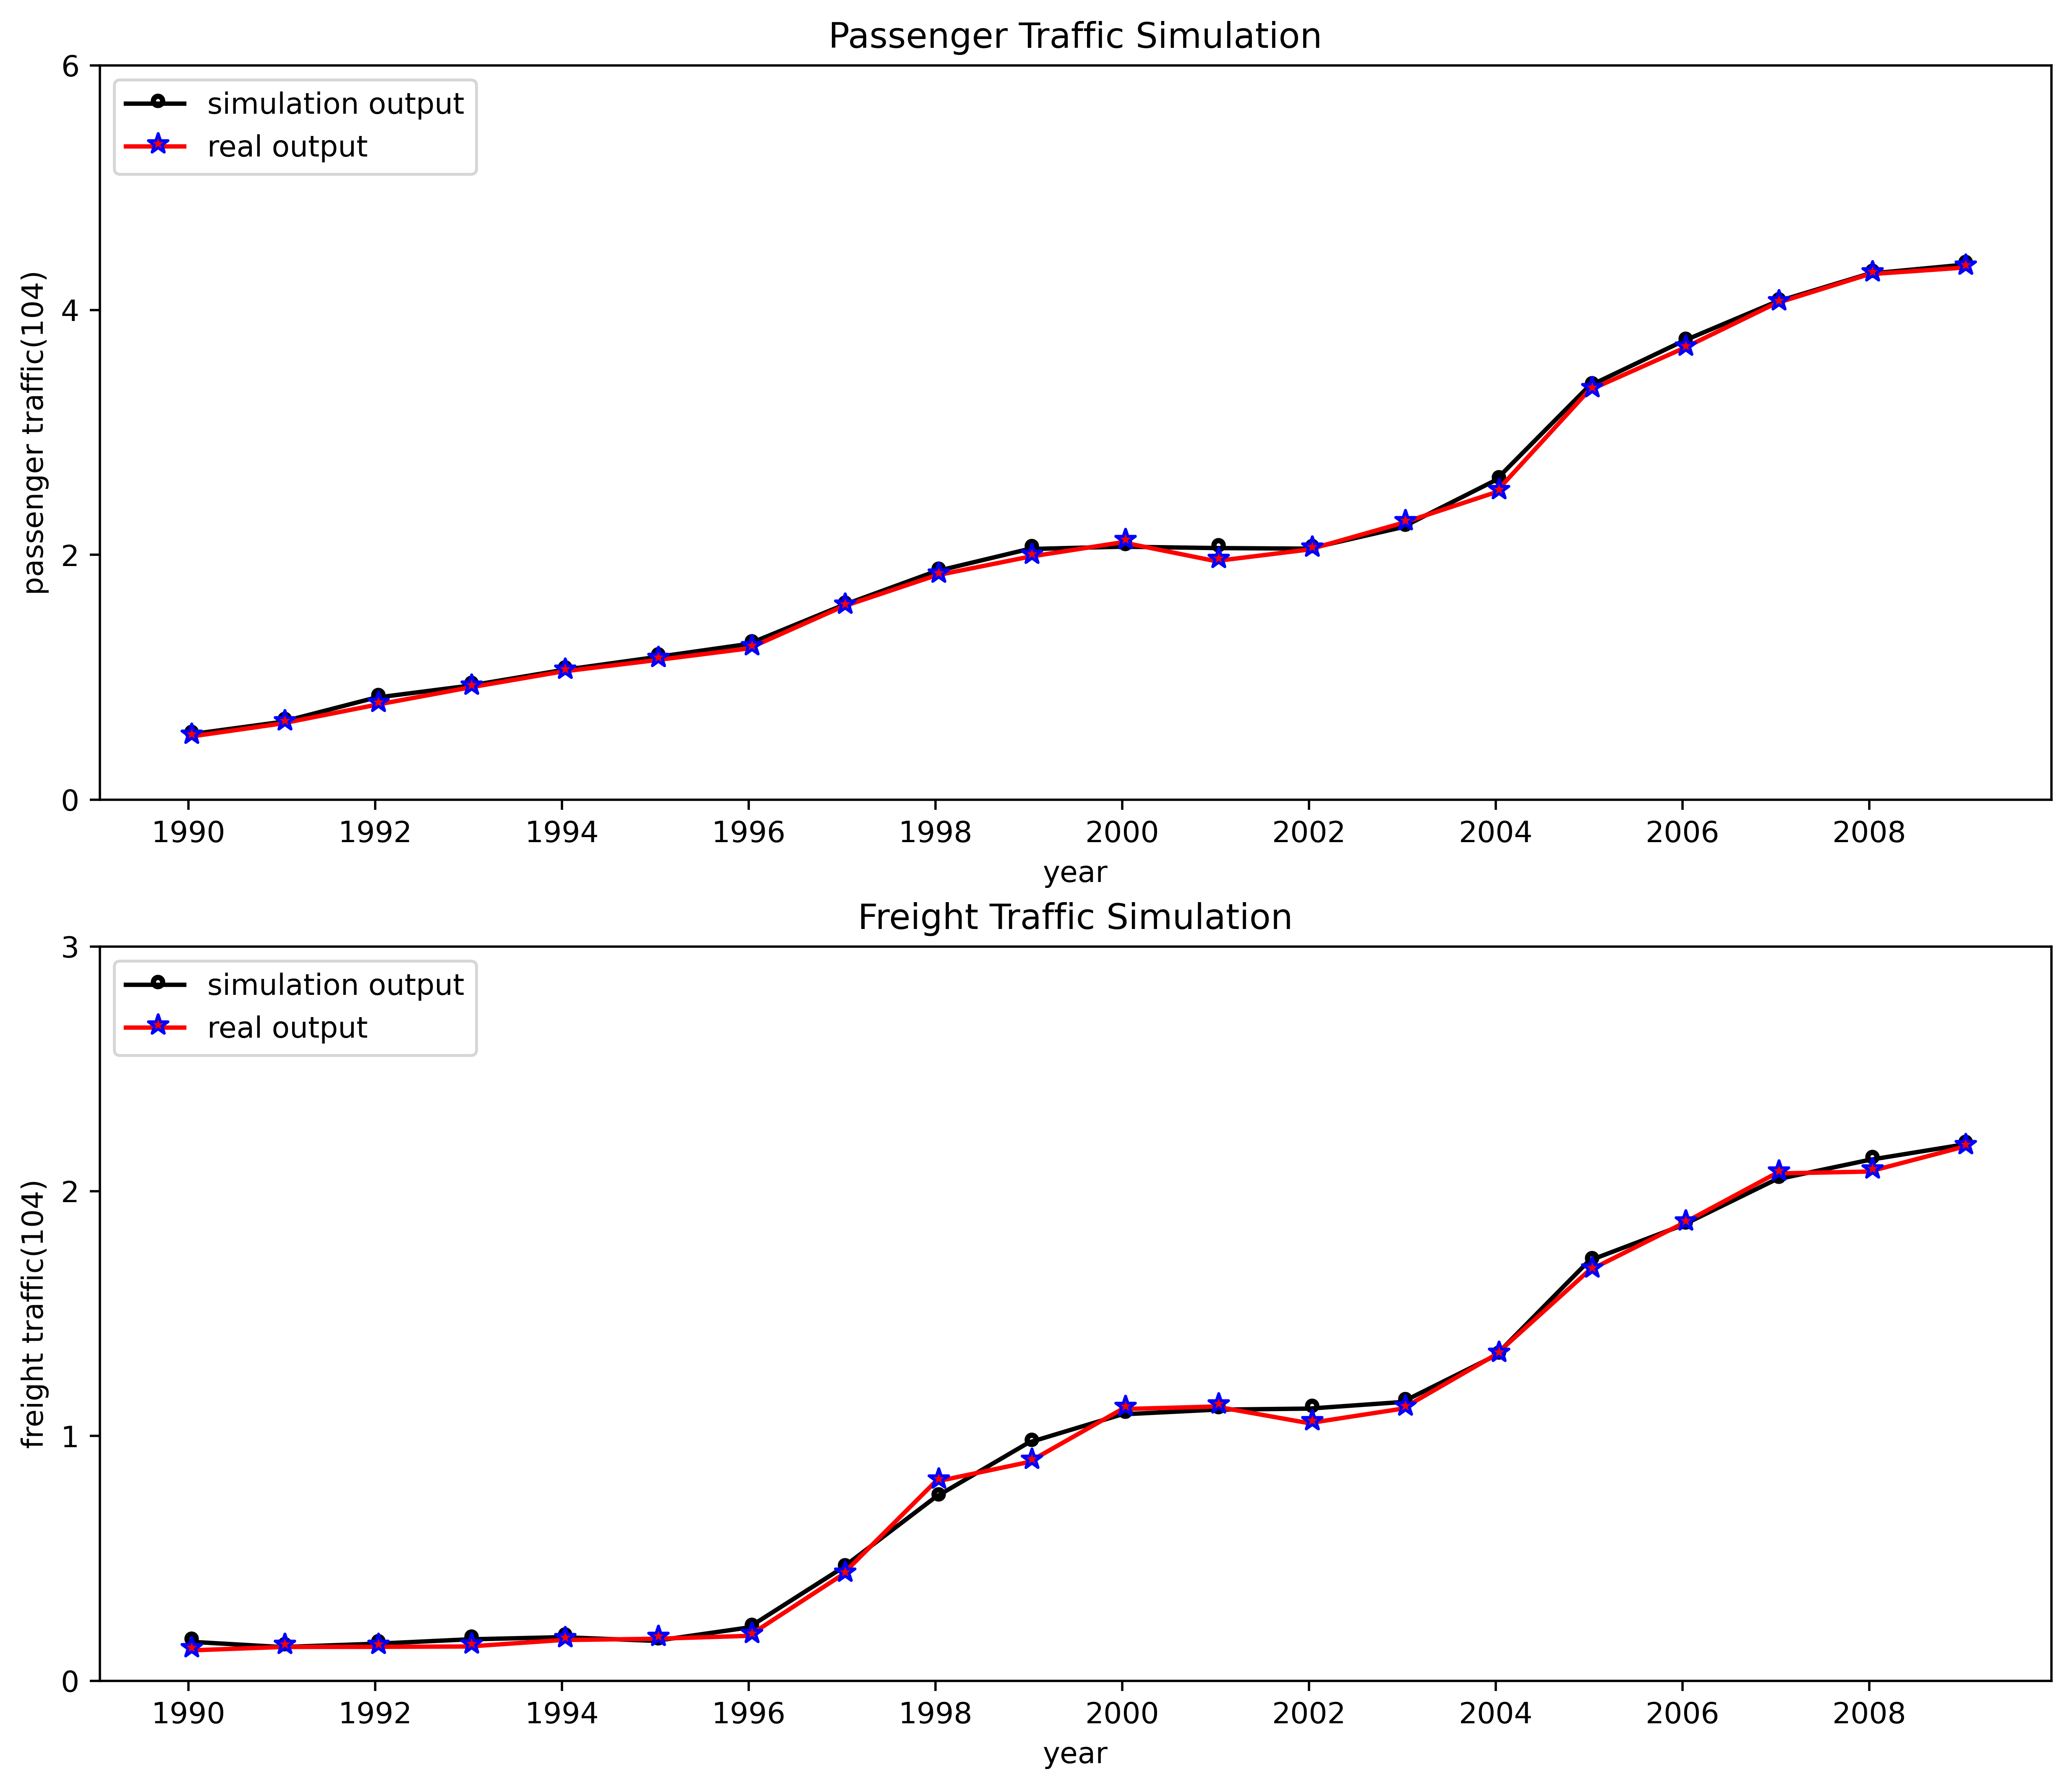 Passenger Traffic Simulation
6
simulation output
real output
4
passenger traffic(104)
2
0
1990 1992 1994 1996 1998 2000 2002 2004 2006 2008
year
Freight Traffic Simulation
3
simulation output
real output
2
freight traffic(104)
1
0
1990 1992 1994 1996 1998 2000 2002 2004 2006 2008
year